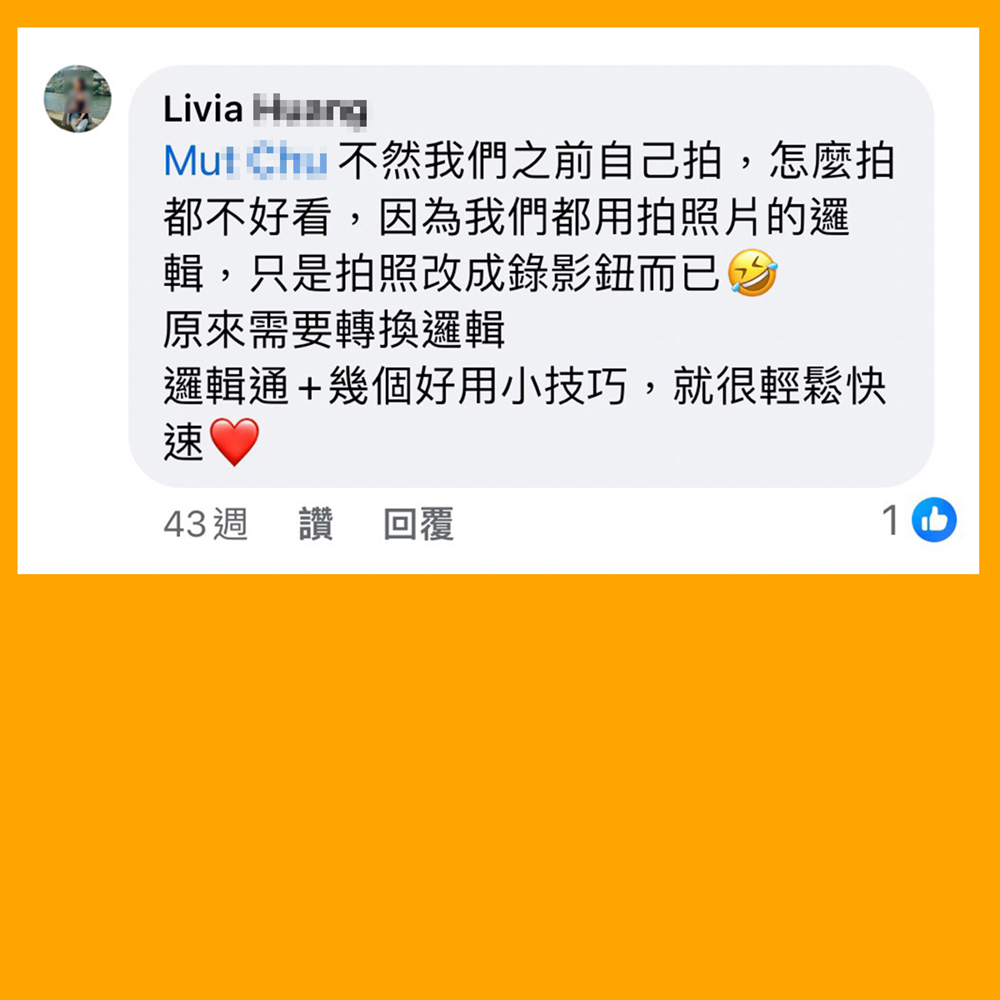 Livia
Mut 不然我們之前自己拍，怎麼拍
都不好看，因為我們都用拍照片的邏
輯，只是拍照改成錄影鈕而已🤣
原來需要轉換邏輯
邏輯通+幾個好用小技巧，就很輕鬆快
速❤️
43週 讚 回覆 1